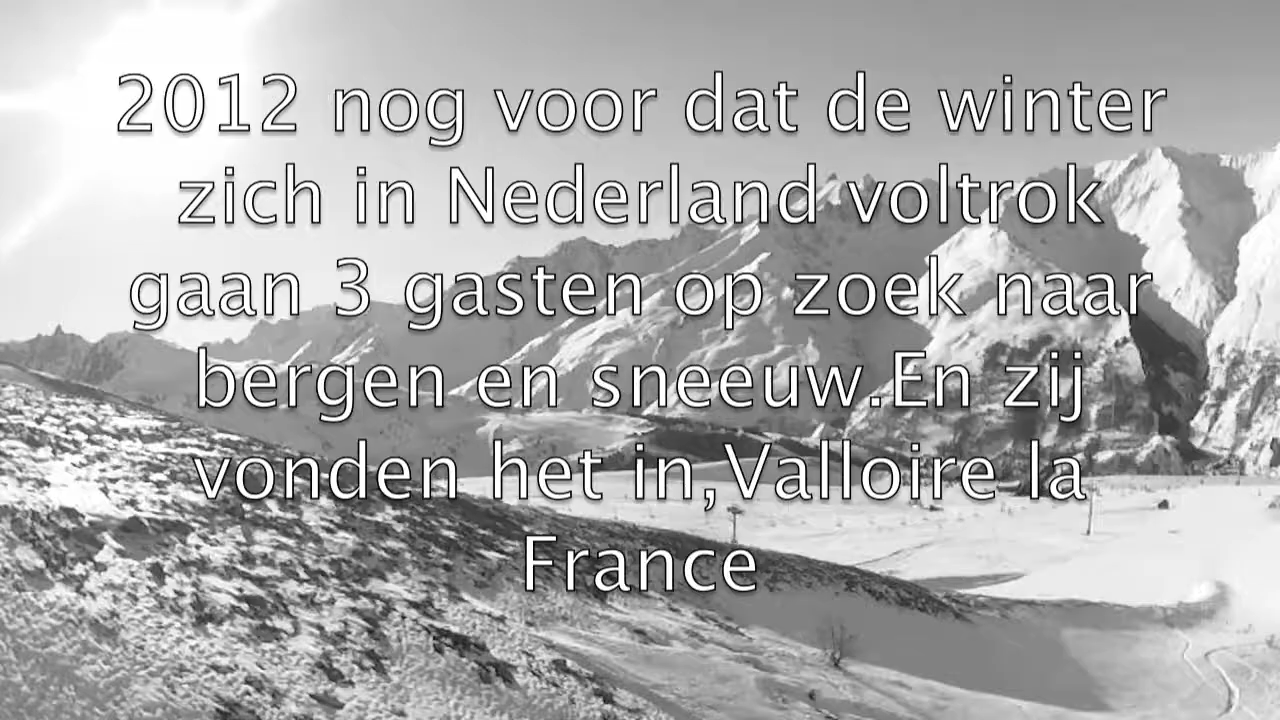 2012 nog voor dat de winter
zich in Nederland voltrok
gaan 3 gasten op zoek naar
bergen en sneeuw.En zij
vonden het in,Valloire la
France